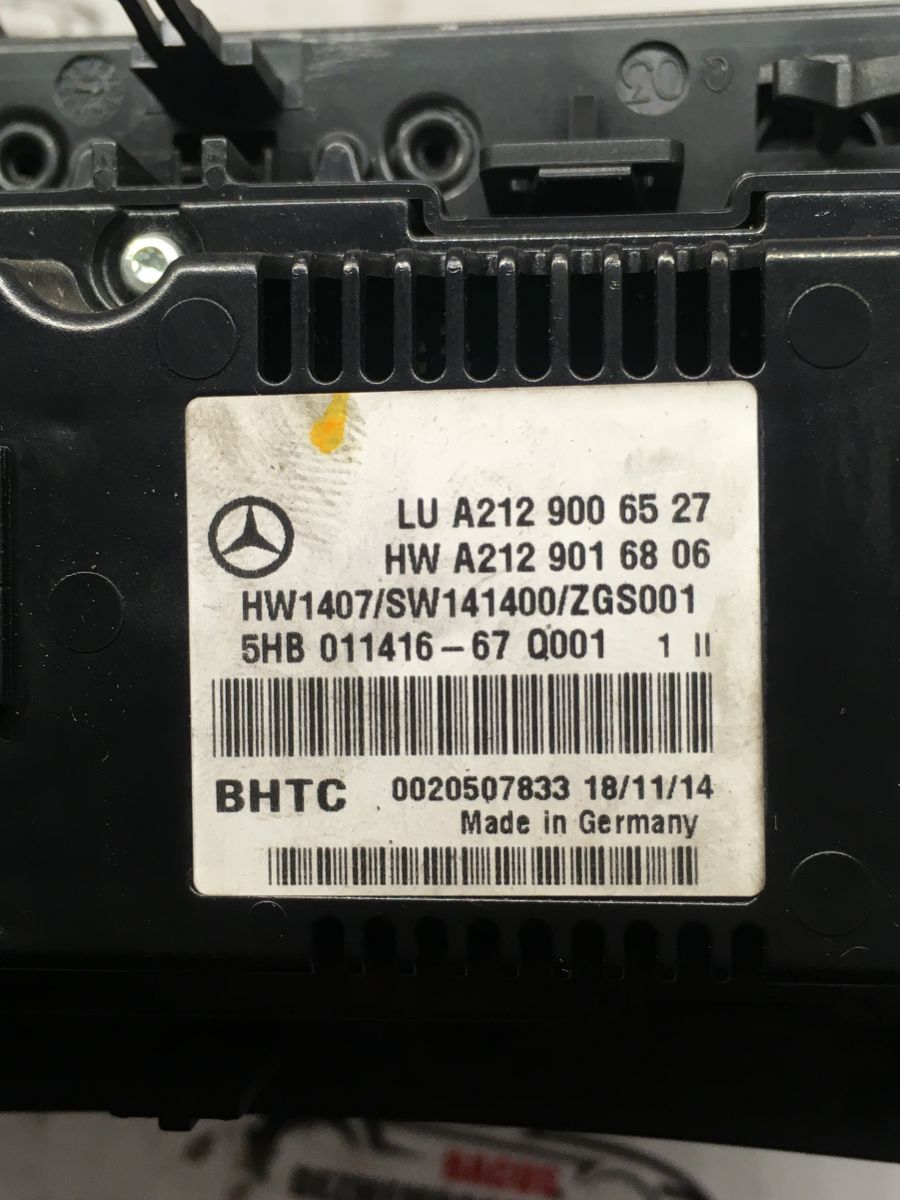 03
LU A212 900 65 27
HW A212 901 68 06
HW1407/SW141400/ZGS001
5HB 011416-67 Q001 1 II
BHTC 0020507833 18/11/14
Made in Germany